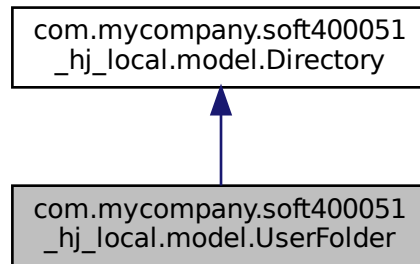 com.mycompany.soft400051
_hj_local.model.Directory
com.mycompany.soft400051
_hj_local.model.UserFolder